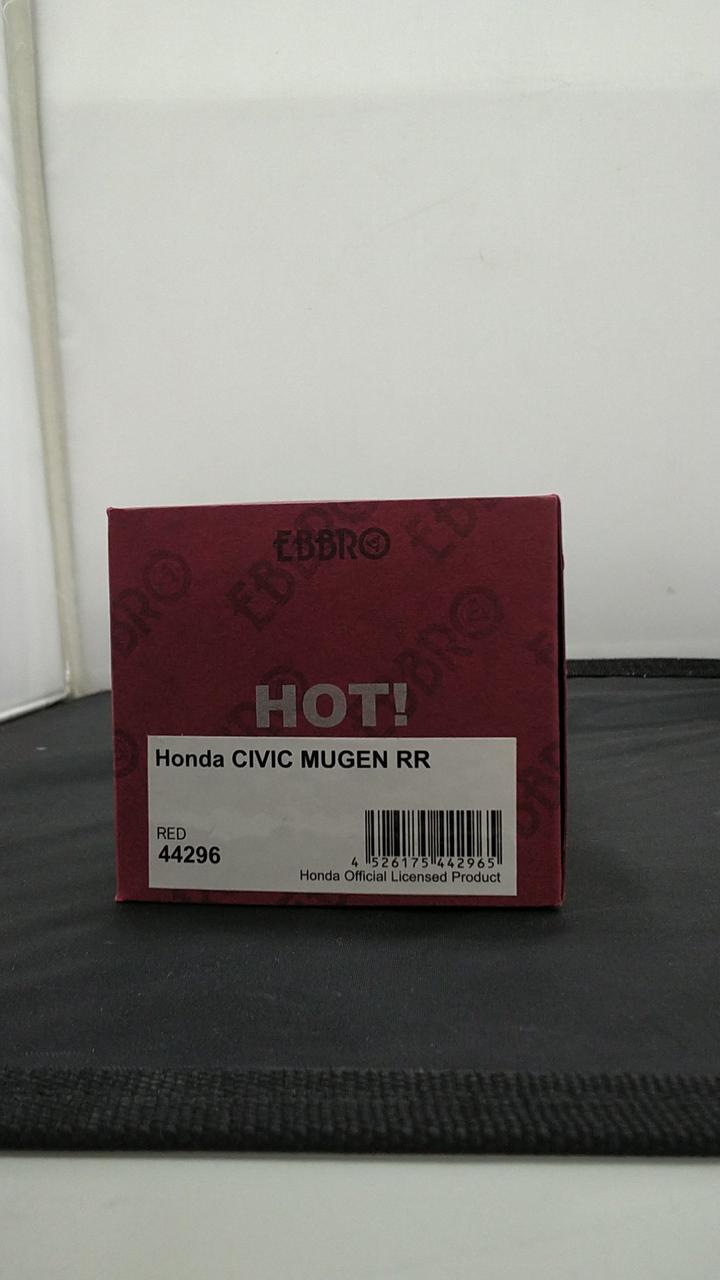 EBBRO
HOT!
Honda CIVIC MUGEN RR
RED
44296
4 526175 442965
Honda Official Licensed Product